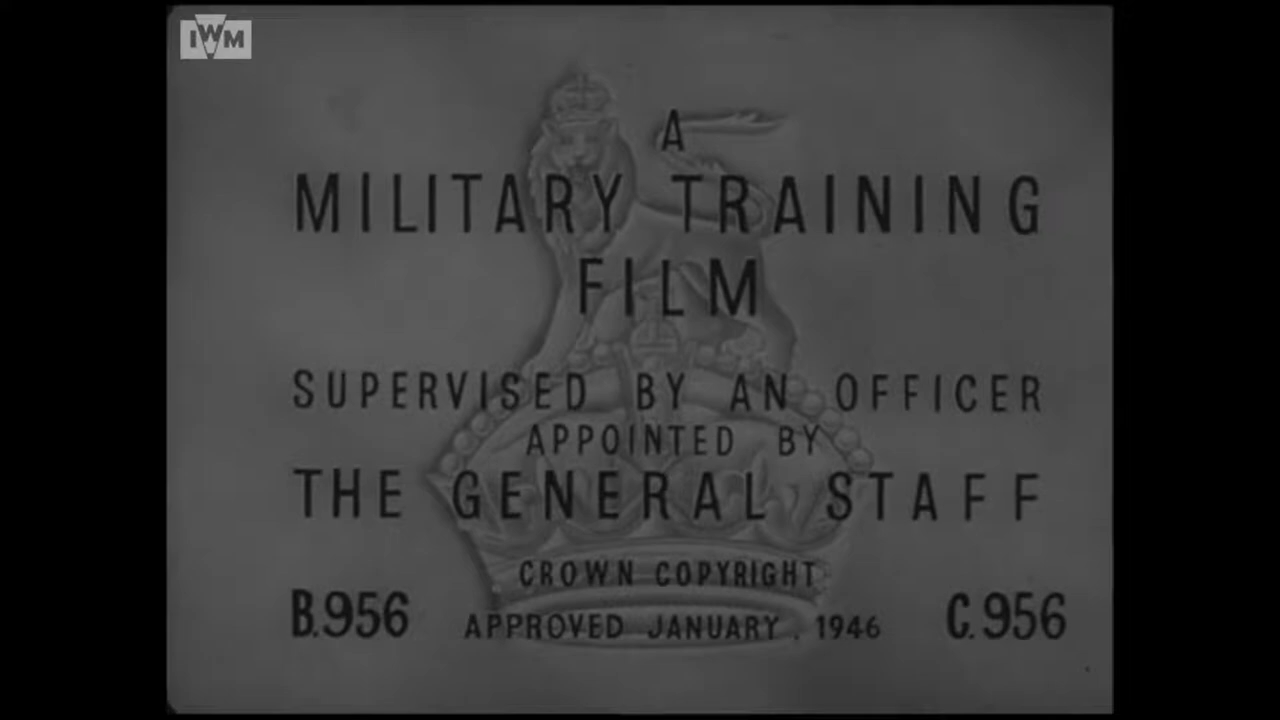 IWM
A
MILITARY TRAINING
FILM
SUPERVISED BY AN OFFICER
APPOINTED BY
THE GENERAL STAFF
CROWN COPYRIGHT
B.956 APPROVED JANUARY. 1946 C.956